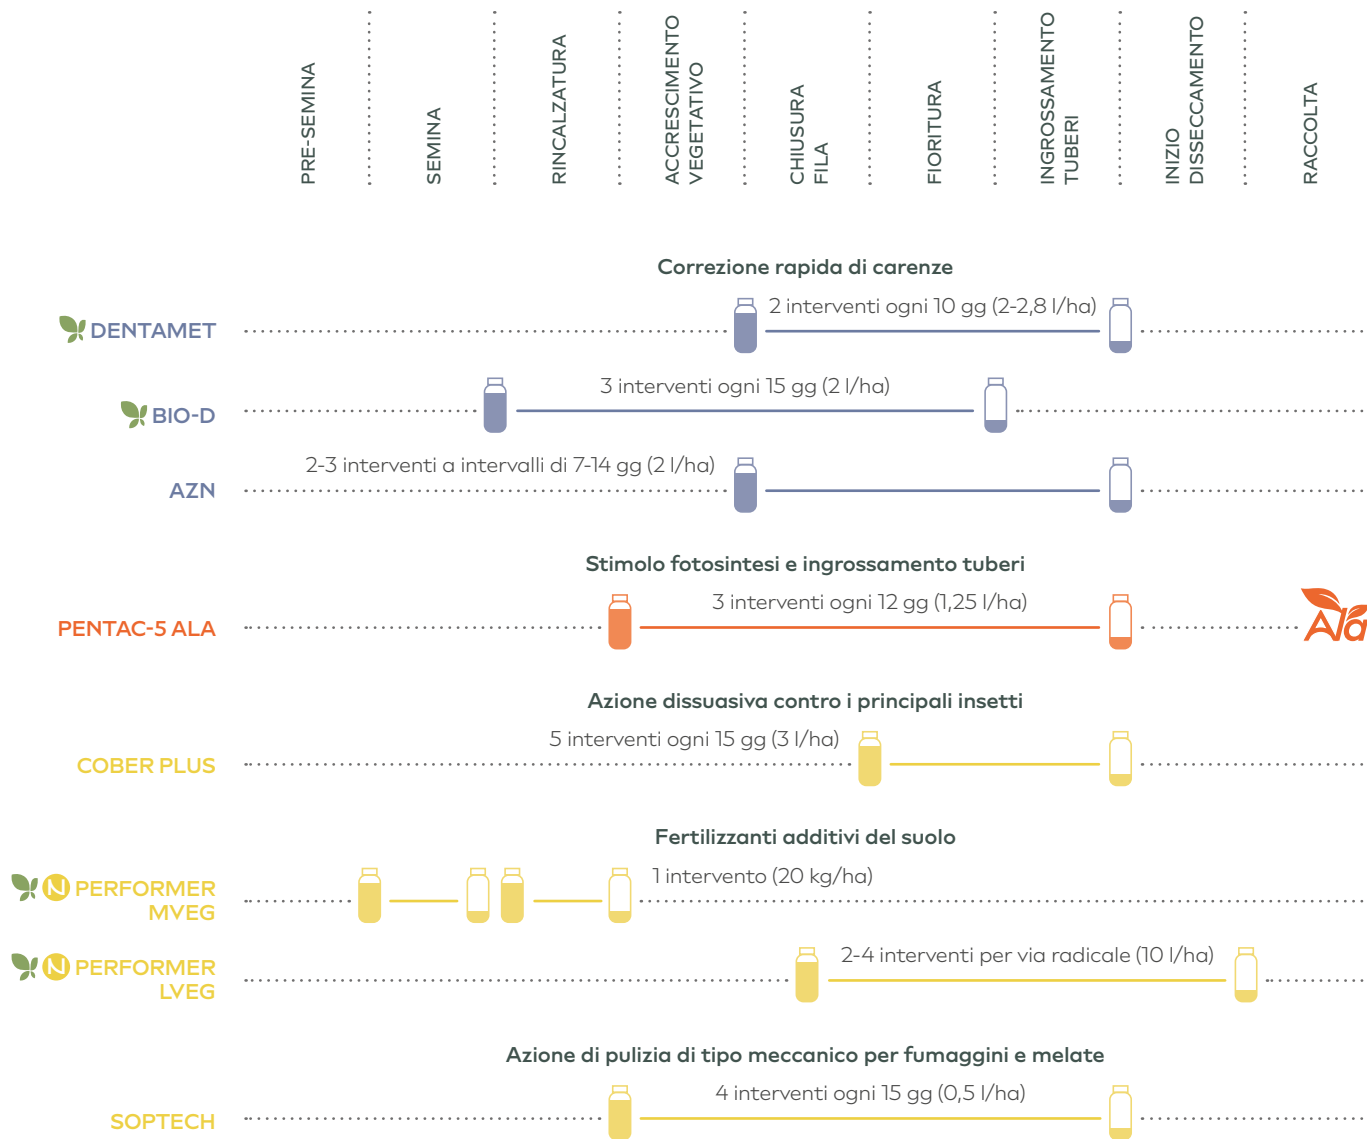 PRE-SEMINA
SEMINA
RINCALZATURA
ACCRESCIMENTO
VEGETATIVO
CHIUSURA
FILA
FIORITURA
INGROSSAMENTO
TUBERI
INIZIO
DISSECCAMENTO
RACCOLTA
Correzione rapida di carenze
2 interventi ogni 10 gg (2-2,8 l/ha)
DENTAMET
3 interventi ogni 15 gg (2 l/ha)
BIO-D
2-3 interventi a intervalli di 7-14 gg (2 l/ha)
AZN
Stimolo fotosintesi e ingrossamento tuberi
3 interventi ogni 12 gg (1,25 l/ha)
PENTAC-5 ALA
Ala
Azione dissuasiva contro i principali insetti
5 interventi ogni 15 gg (3 l/ha)
COBER PLUS
Fertilizzanti additivi del suolo
1 intervento (20 kg/ha)
N PERFORMER
MVEG
2-4 interventi per via radicale (10 l/ha)
N PERFORMER
LVEG
Azione di pulizia di tipo meccanico per fumaggini e melate
4 interventi ogni 15 gg (0,5 l/ha)
SOPTECH